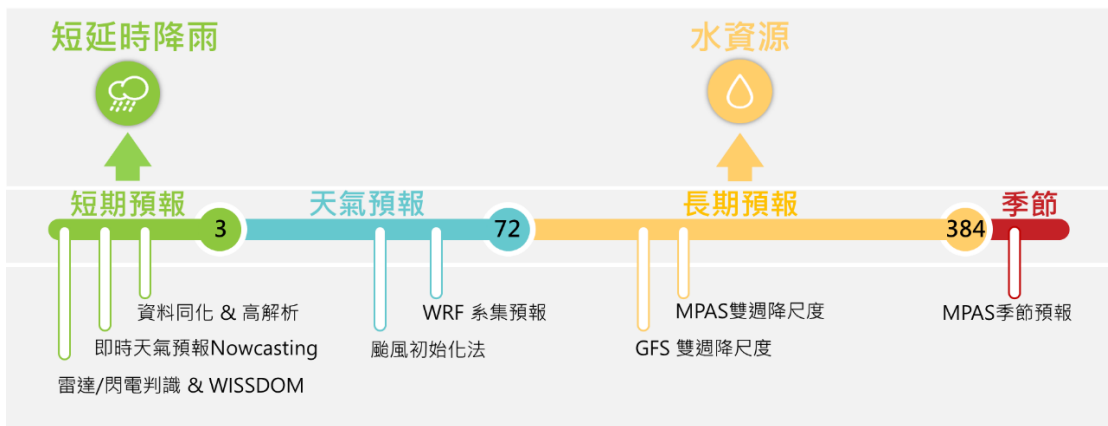 短延時降雨
水資源
短期預報
天氣預報
長期預報
季節
3
72
384
資料同化 & 高解析
WRF 系集預報
MPAS雙週降尺度
MPAS季節預報
即時天氣預報Nowcasting
颱風初始化法
GFS 雙週降尺度
雷達/閃電判識 & WISSDOM